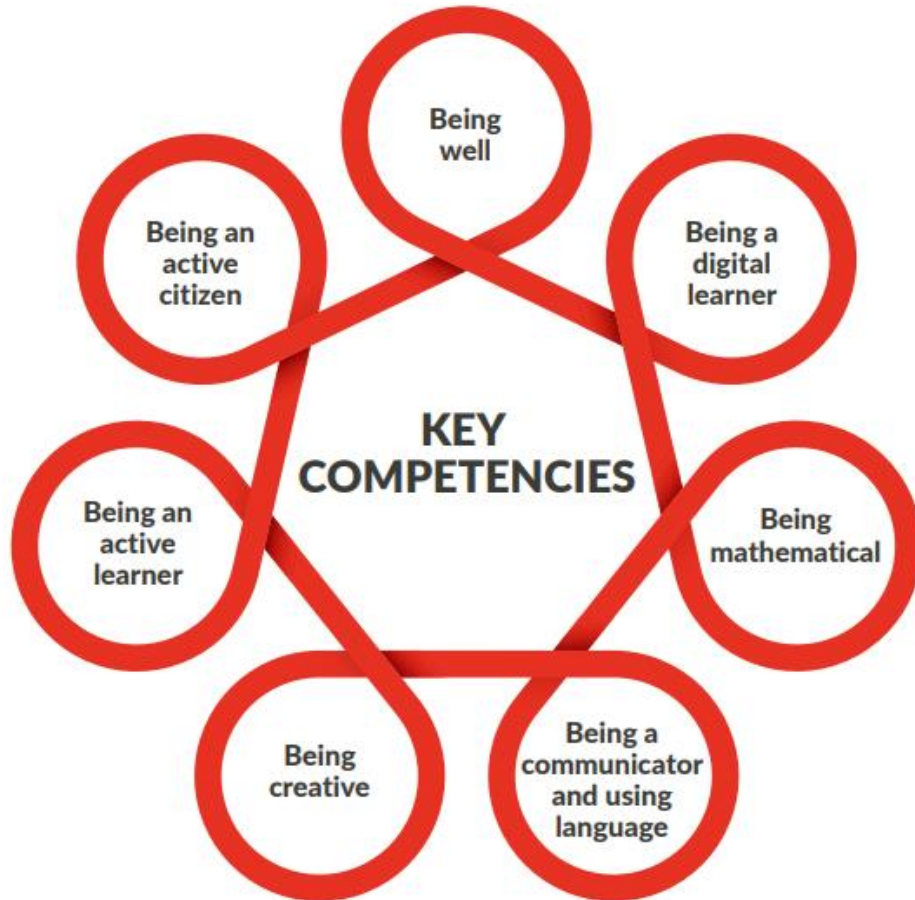 Being
well
Being an
active
citizen
Being a
digital
learner
KEY
COMPETENCIES
Being an
active
learner
Being
mathematical
Being
creative
Being a
communicator
and using
language